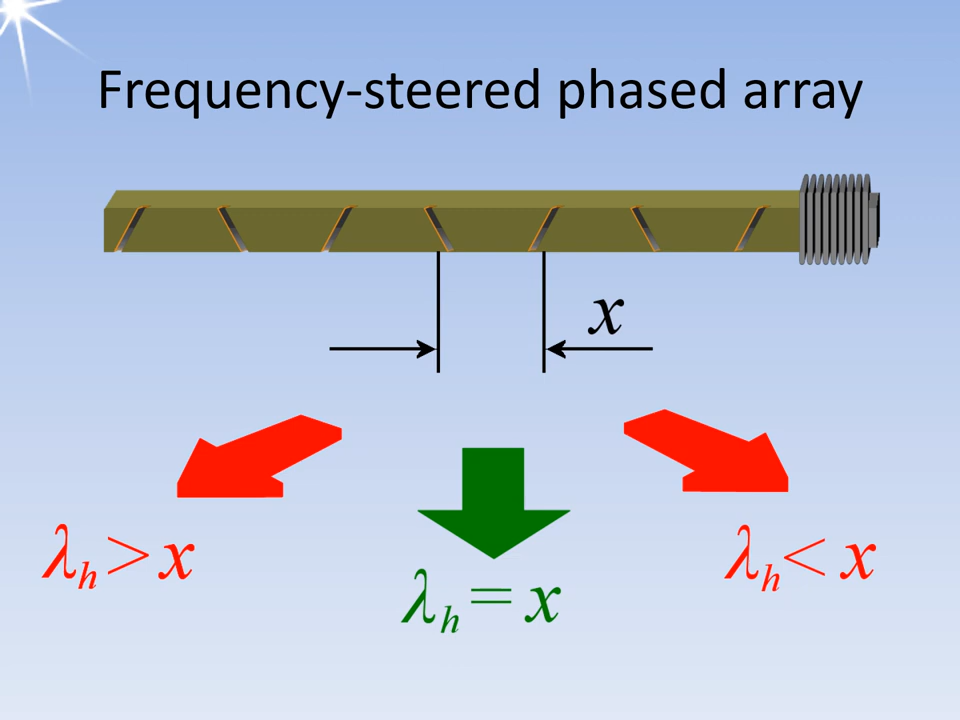 Frequency-steered phased array
x
λh > x
λh = x
λh < x